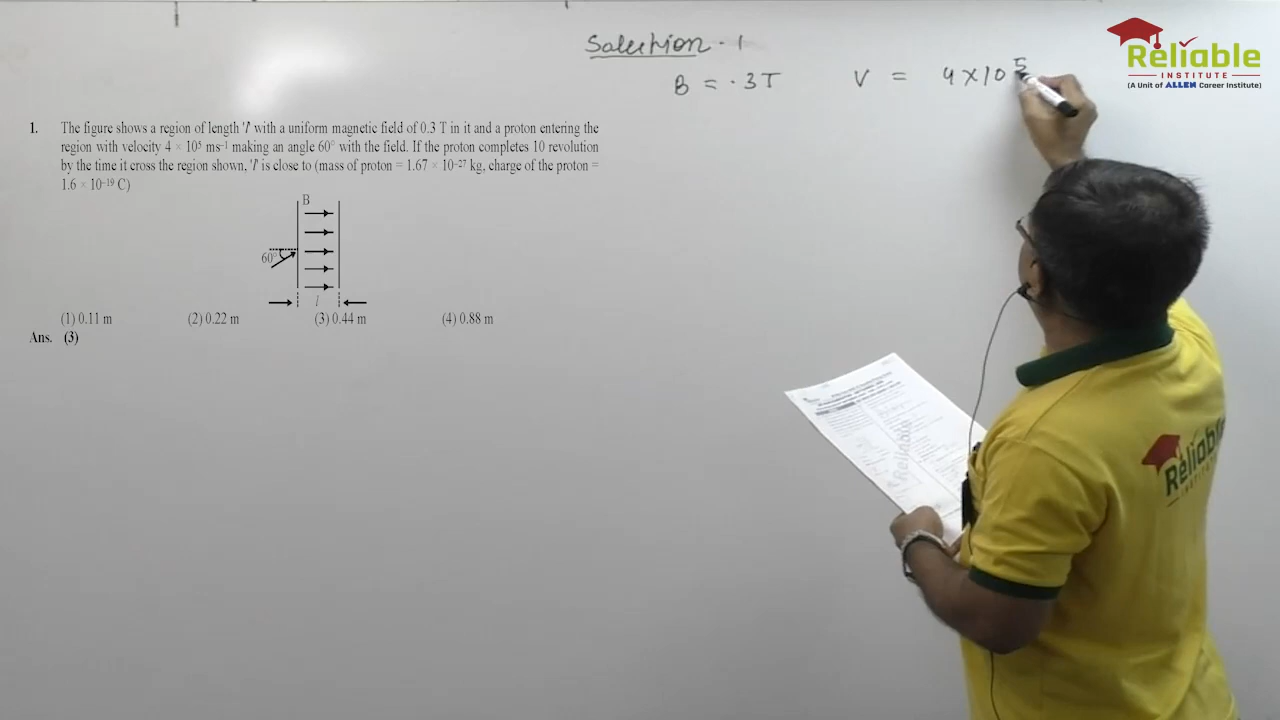 Solution - 1
B = .3T V = 4 × 10⁵
Reliable
INSTITUTE
(A Unit of ALLEN Career Institute)
1. The figure shows a region of length 'l' with a uniform magnetic field of 0.3 T in it and a proton entering the
region with velocity 4 × 10⁵ ms⁻¹ making an angle 60° with the field. If the proton completes 10 revolution
by the time it cross the region shown, 'l' is close to (mass of proton = 1.67 × 10⁻²⁷ kg, charge of the proton =
1.6 × 10⁻¹⁹ C)
B
60°
l
(1) 0.11 m (2) 0.22 m (3) 0.44 m (4) 0.88 m
Ans. (3)
Reliable
Reliable
INSTITUTE